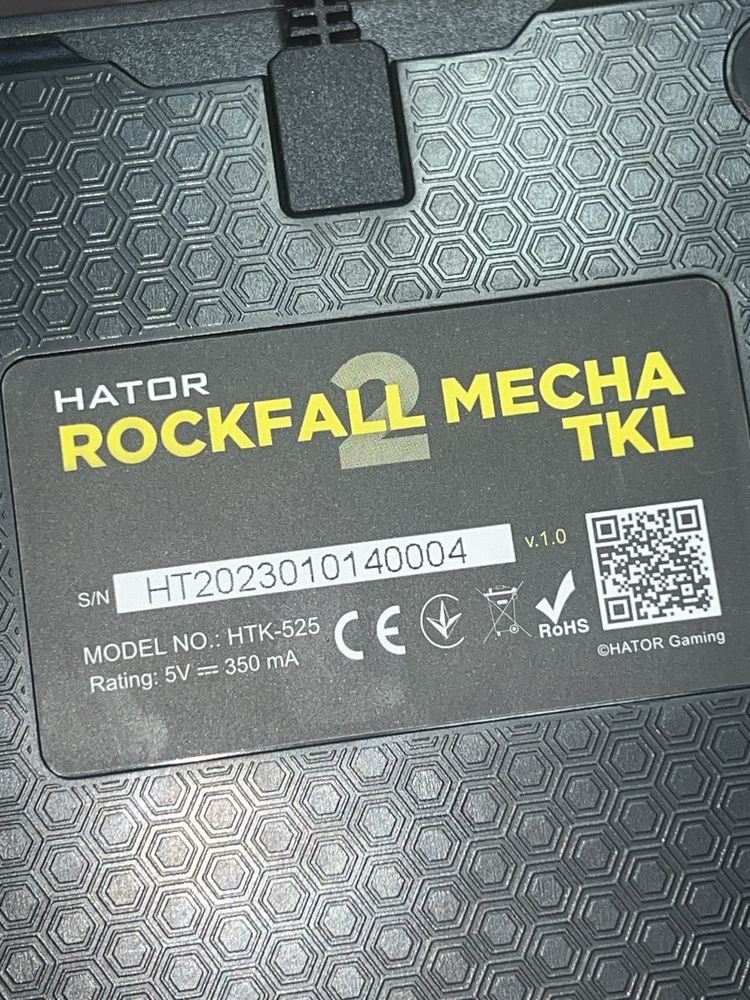 HATOR
ROCKFALL 2 MECHA
TKL
S/N HT2023010140004 v.1.0
MODEL NO.: HTK-525
Rating: 5V ⎓ 350 mA
CE
RoHS
©HATOR Gaming